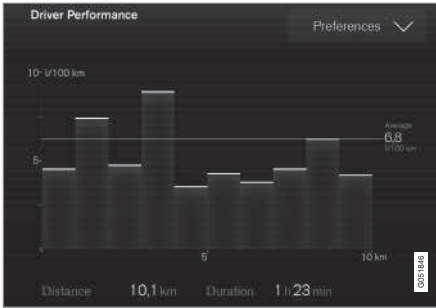 Driver Performance
Preferences
10- l/100 km
Average
6,8
l/100 km
5-
5
10 km
Distance 10,1 km Duration 1 h 23 min
G051846